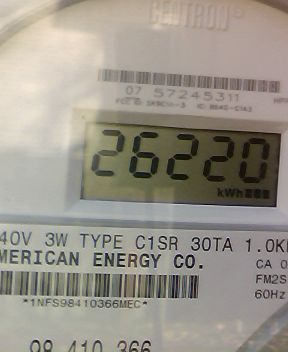 CENTRON®
07 57245311
26220
kWh
40V 3W TYPE C1SR 30TA 1.0K
MERICAN ENERGY CO.
CA 0
FM2S
*1NFS98410366MEC*
60Hz
98 410 366